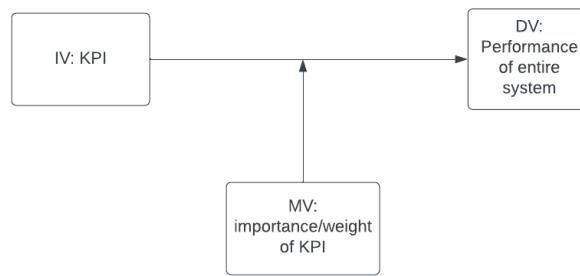 IV: KPI
DV:
Performance
of entire
system
MV:
importance/weight
of KPI